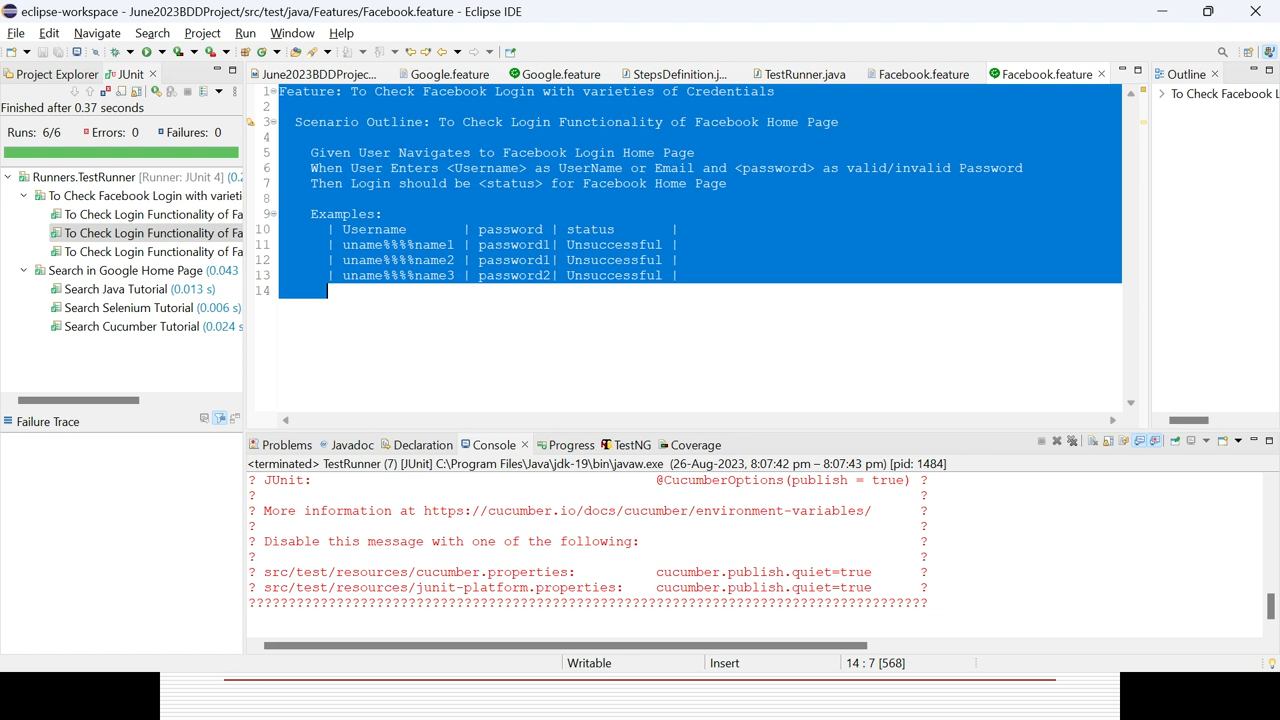 eclipse-workspace - June2023BDDProject/src/test/java/Features/Facebook.feature - Eclipse IDE
File Edit Navigate Search Project Run Window Help
Project Explorer JUnit
June2023BDDProjec... Google.feature Google.feature StepsDefinition.j... TestRunner.java Facebook.feature Facebook.feature
Outline
Finished after 0.37 seconds
Runs: 6/6 Errors: 0 Failures: 0
Runners.TestRunner [Runner: JUnit 4] (0.2
To Check Facebook Login with varieti
To Check Login Functionality of Fa
To Check Login Functionality of Fa
To Check Login Functionality of Fa
Search in Google Home Page (0.043
Search Java Tutorial (0.013 s)
Search Selenium Tutorial (0.006 s)
Search Cucumber Tutorial (0.024 s
Failure Trace
1 Feature: To Check Facebook Login with varieties of Credentials
2
3 Scenario Outline: To Check Login Functionality of Facebook Home Page
4
5 Given User Navigates to Facebook Login Home Page
6 When User Enters <Username> as UserName or Email and <password> as valid/invalid Password
7 Then Login should be <status> for Facebook Home Page
8
9 Examples:
10 | Username | password | status |
11 | uname%%%%name1 | password1| Unsuccessful |
12 | uname%%%%name2 | password1| Unsuccessful |
13 | uname%%%%name3 | password2| Unsuccessful |
14
To Check Facebook L
Problems Javadoc Declaration Console Progress TestNG Coverage
<terminated> TestRunner (7) [JUnit] C:\Program Files\Java\jdk-19\bin\javaw.exe (26-Aug-2023, 8:07:42 pm – 8:07:43 pm) [pid: 1484]
? JUnit: @CucumberOptions(publish = true) ?
? ?
? More information at https://cucumber.io/docs/cucumber/environment-variables/ ?
? ?
? Disable this message with one of the following: ?
? ?
? src/test/resources/cucumber.properties: cucumber.publish.quiet=true ?
? src/test/resources/junit-platform.properties: cucumber.publish.quiet=true ?
?????????????????????????????????????????????????????????????????????????????????????
Writable Insert 14 : 7 [568]